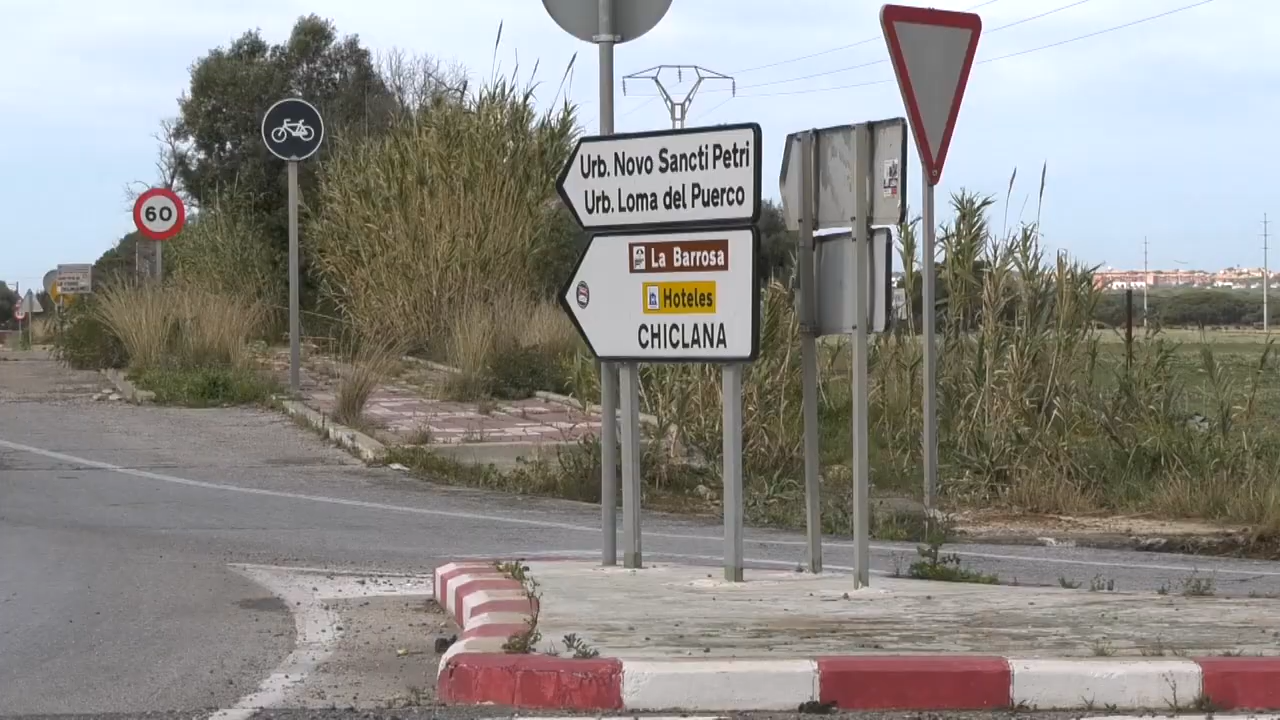 60
Urb. Novo Sancti Petri
Urb. Loma del Puerco
La Barrosa
Hoteles
CHICLANA